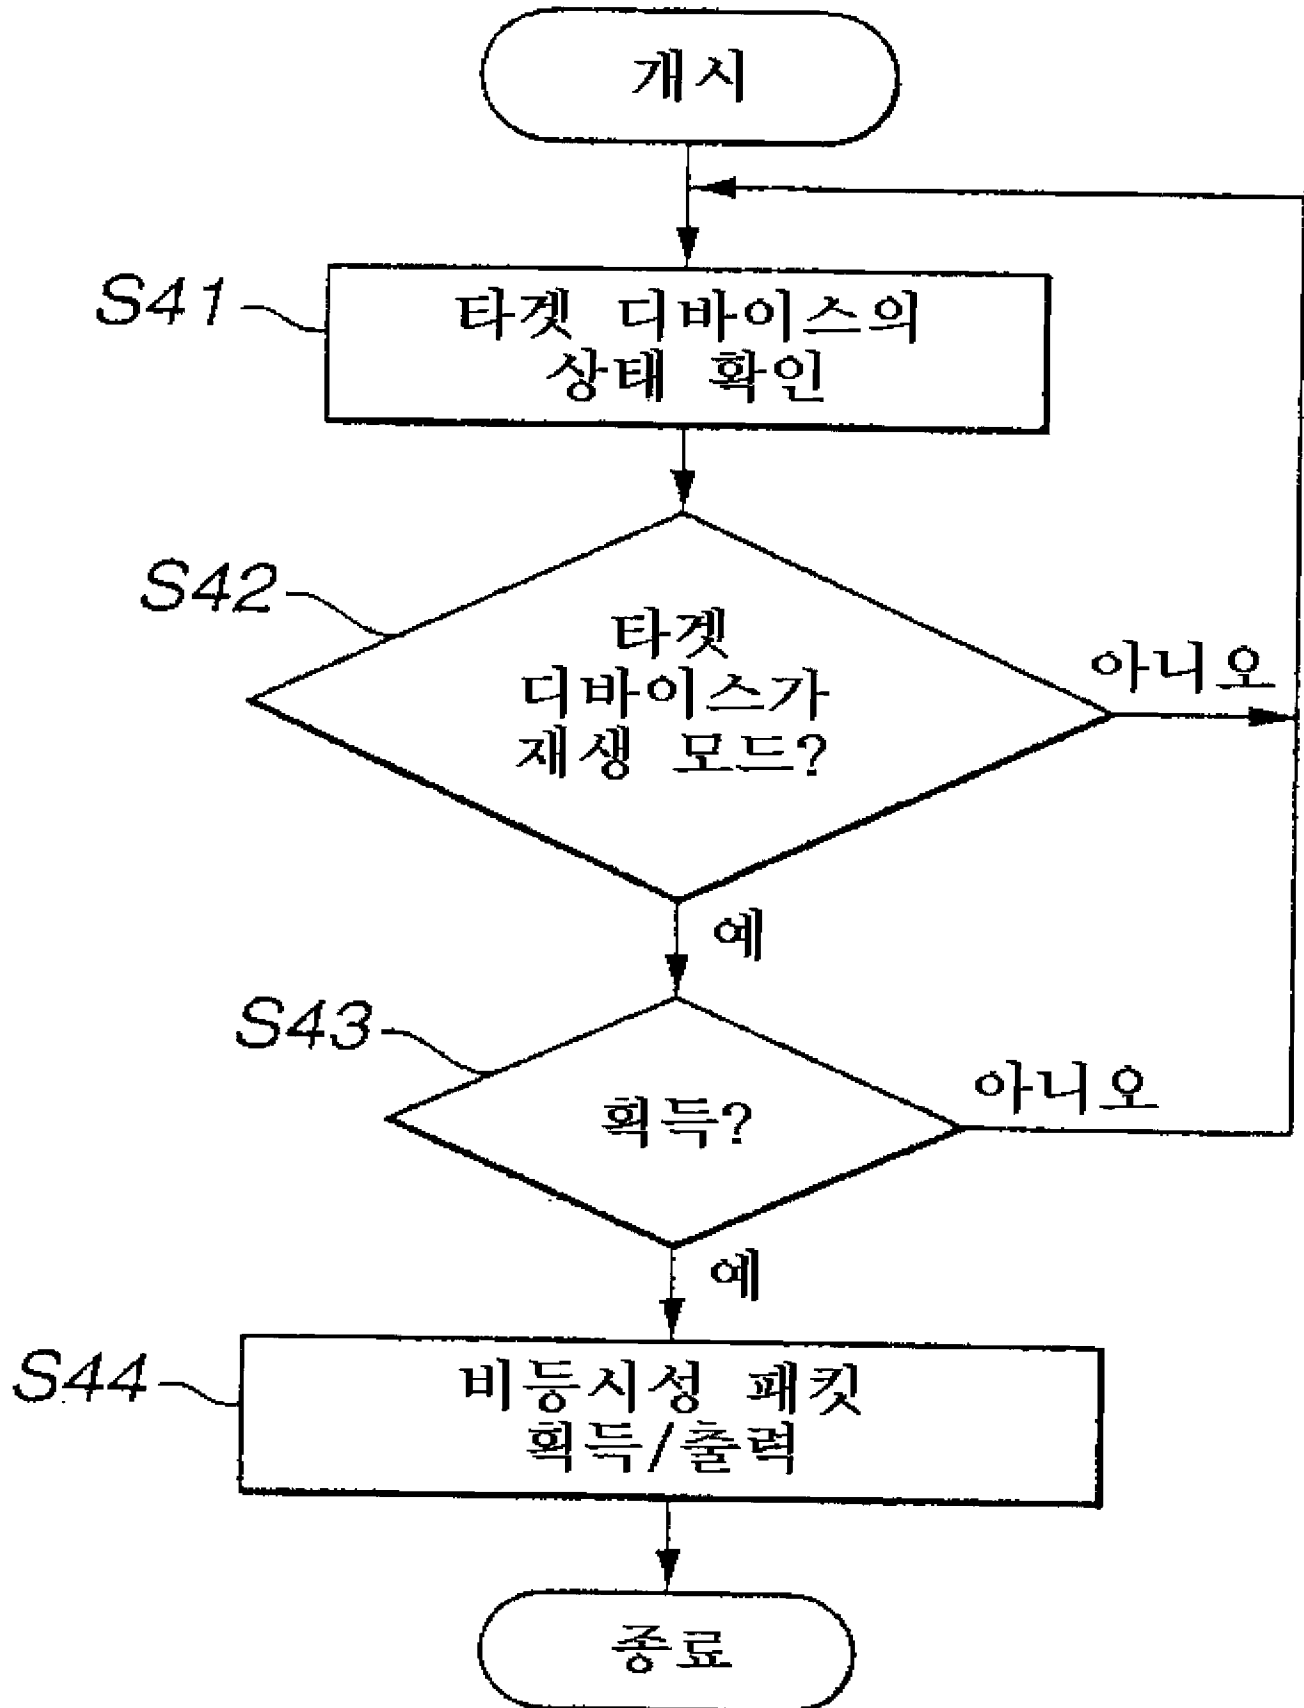 개시
S41
타겟 디바이스의
상태 확인
S42
타겟
디바이스가
재생 모드?
아니오
예
S43
획득?
아니오
예
S44
비등시성 패킷
획득/출력
종료